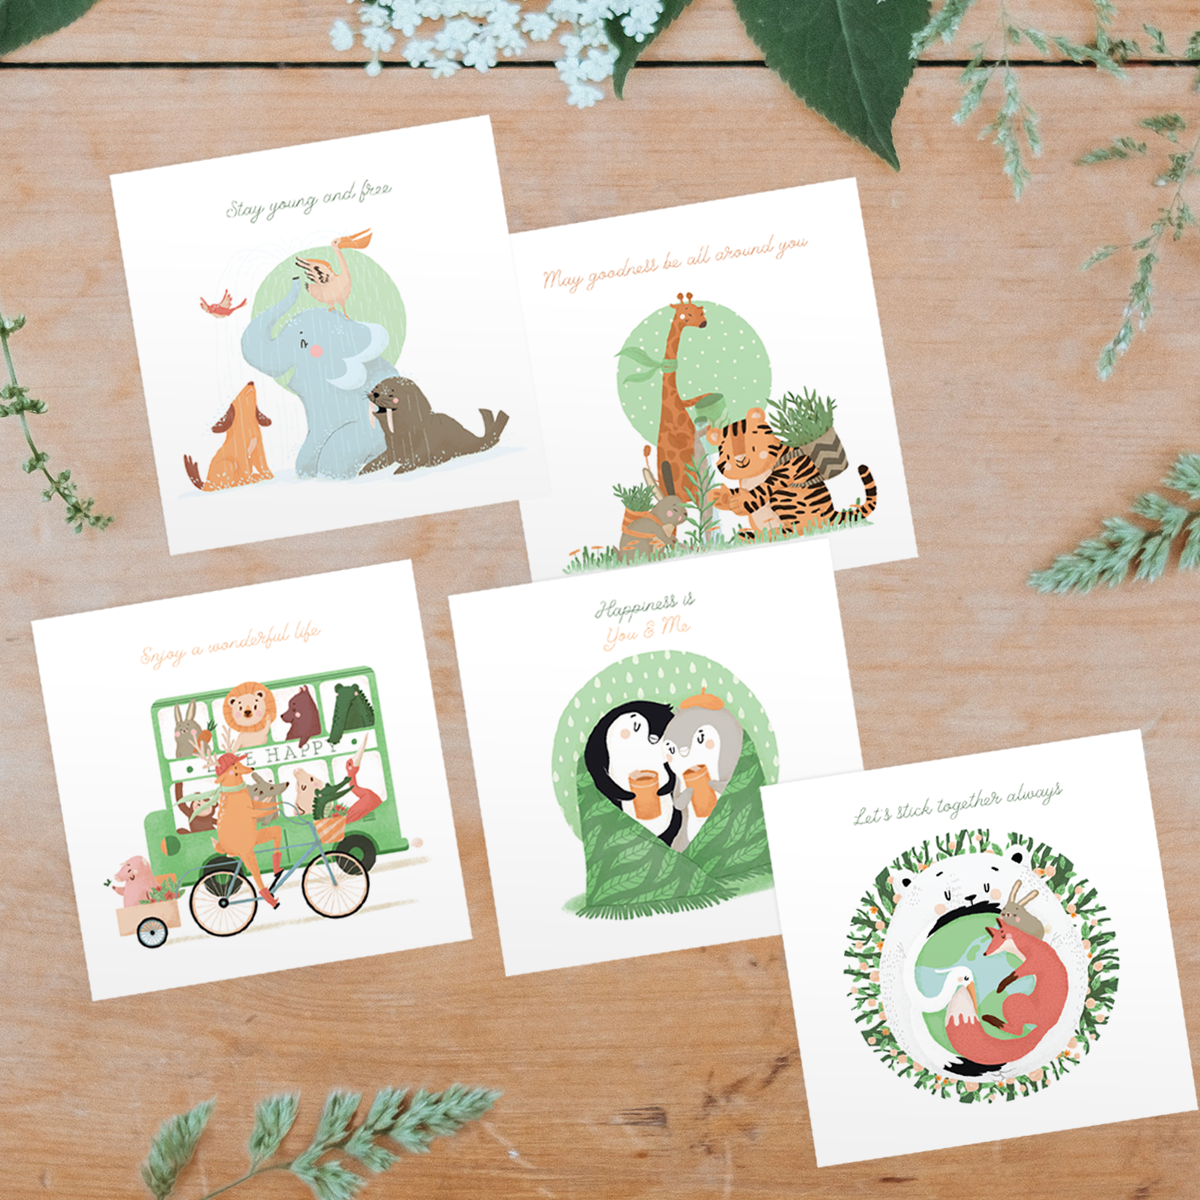 Stay young and free
May goodness be all around you
Enjoy a wonderful life
HAPPY
Happiness is
You & Me
Let's stick together always